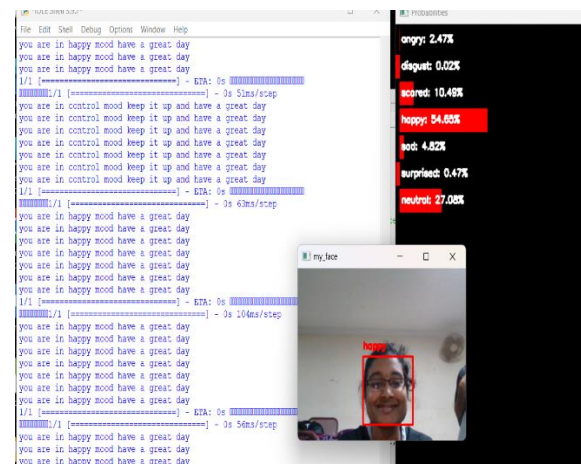 IDLE Shell 3.9.7
File Edit Shell Debug Options Window Help
you are in happy mood have a great day
you are in happy mood have a great day
you are in happy mood have a great day
1/1 [==============================] - ETA: 0s
1/1 [==============================] - 0s 51ms/step
you are in control mood keep it up and have a great day
you are in control mood keep it up and have a great day
you are in control mood keep it up and have a great day
you are in control mood keep it up and have a great day
you are in control mood keep it up and have a great day
you are in control mood keep it up and have a great day
you are in control mood keep it up and have a great day
1/1 [==============================] - ETA: 0s
1/1 [==============================] - 0s 63ms/step
you are in happy mood have a great day
you are in happy mood have a great day
you are in happy mood have a great day
you are in happy mood have a great day
you are in happy mood have a great day
you are in happy mood have a great day
you are in happy mood have a great day
1/1 [==============================] - ETA: 0s
1/1 [==============================] - 0s 104ms/step
you are in happy mood have a great day
you are in happy mood have a great day
you are in happy mood have a great day
you are in happy mood have a great day
you are in happy mood have a great day
you are in happy mood have a great day
you are in happy mood have a great day
1/1 [==============================] - ETA: 0s
1/1 [==============================] - 0s 56ms/step
you are in happy mood have a great day
you are in happy mood have a great day
you are in happy mood have a great day
Probabilities
angry: 2.47%
disgust: 0.02%
scared: 10.49%
happy: 54.65%
sad: 4.82%
surprised: 0.47%
neutral: 27.08%
my_face
happy